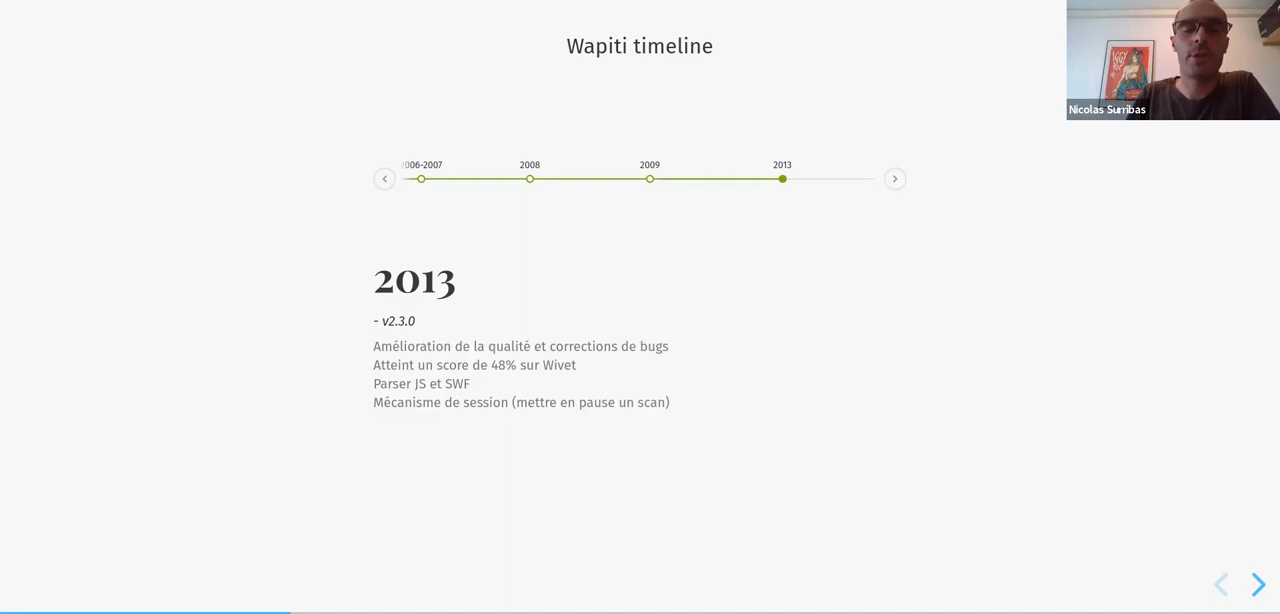 Wapiti timeline
IGGY
POP
Nicolas Surribas
006-2007
2008
2009
2013
2013
- v2.3.0
Amélioration de la qualité et corrections de bugs
Atteint un score de 48% sur Wivet
Parser JS et SWF
Mécanisme de session (mettre en pause un scan)